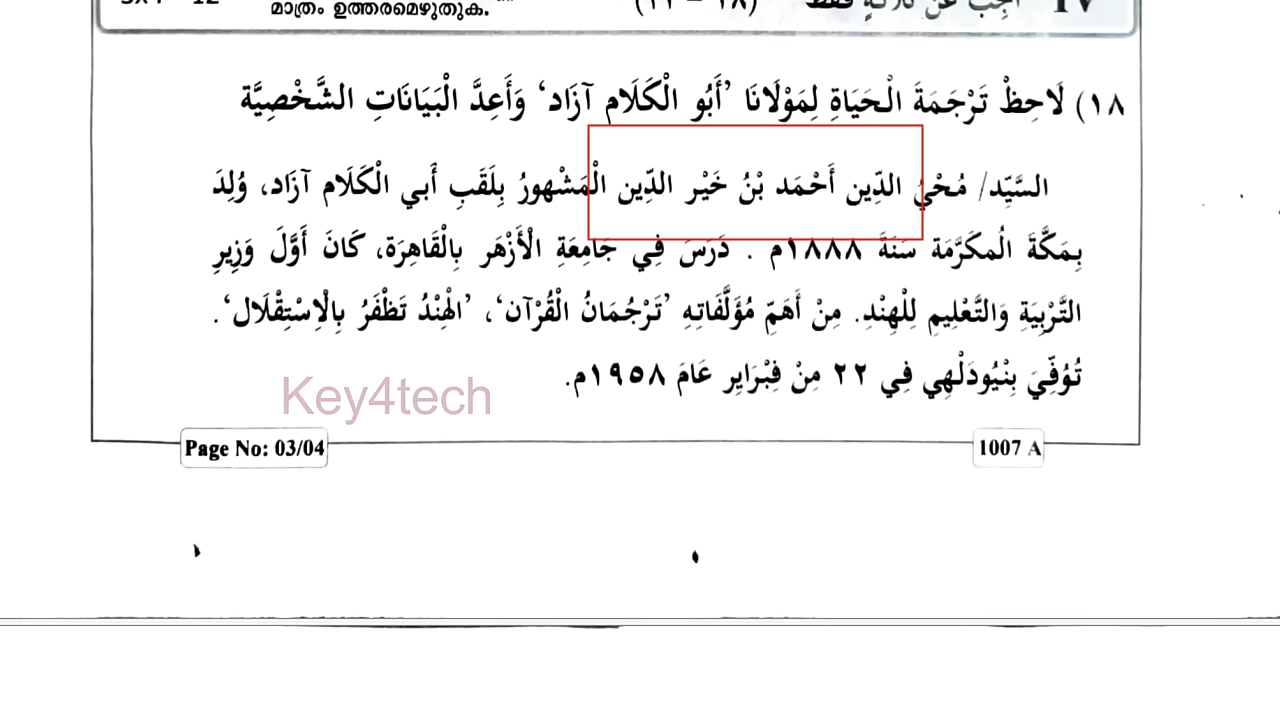 മാത്രം ഉത്തരമെഴുതുക.
١٨) لَاحِظْ تَرْجَمَةَ الْحَيَاةِ لِمَوْلَانَا ’أَبُو الْكَلَام آزَاد‘ وَأَعِدَّ الْبَيَانَاتِ الشَّخْصِيَّة
السَّيِّد/ مُحْيُ الدِّين أَحْمَد بْنُ خَيْر الدِّين الْمَشْهورُ بِلَقَبِ أَبي الْكَلَام آزَاد، وُلِدَ
بِمَكَّةَ الْمكَرَّمَة سَنَةَ ١٨٨٨م . دَرَسَ فِي جَامِعَةِ الْأَزْهَر بِالْقَاهِرَة، كَانَ أَوَّلَ وَزِيرِ
التَّرْبِيَةِ وَالتَّعْلِيمِ لِلْهِنْدِ. مِنْ أَهَمِّ مُؤَلَّفَاتِهِ ’تَرْجُمَانُ الْقُرْآن‘، ’الْهِنْدُ تَظْفَرُ بِالْاِسْتِقْلَال‘.
تُوُفِّيَ بِنْيُودَلْهِي فِي ٢٢ مِنْ فِبْرَايِر عَامَ ١٩٥٨م.
Key4tech
Page No: 03/04
1007 A